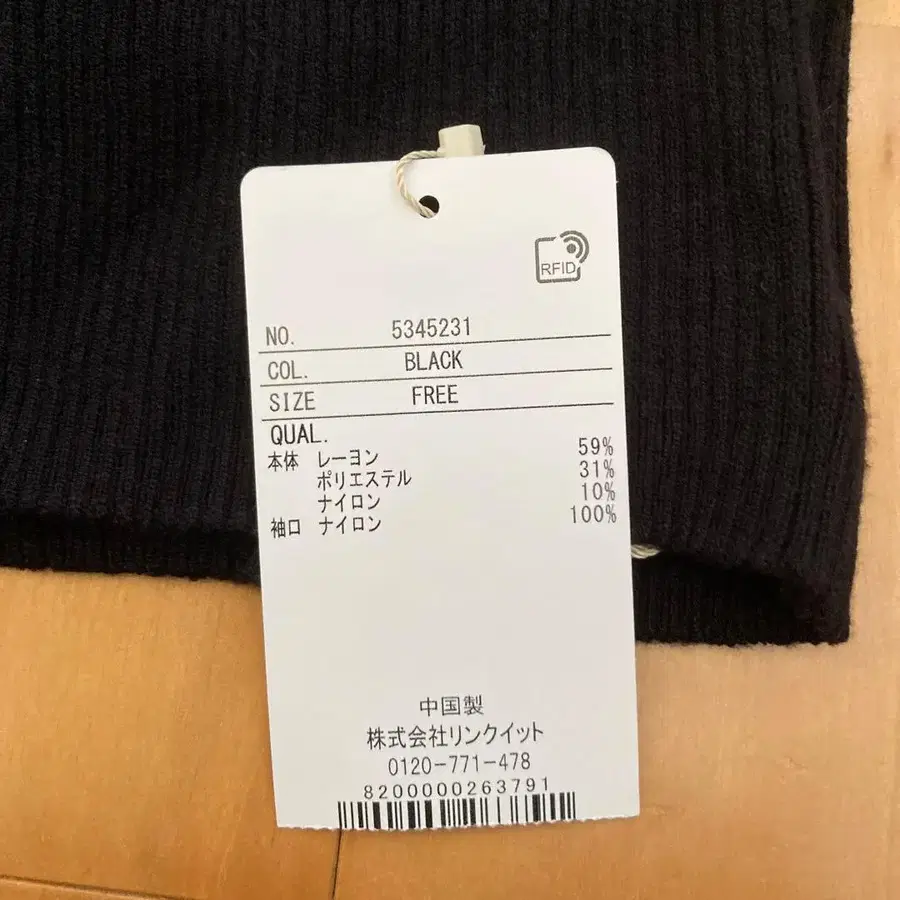 RFID
NO. 5345231
COL. BLACK
SIZE FREE
QUAL.
本体 レーヨン 59%
ポリエステル 31%
ナイロン 10%
袖口 ナイロン 100%
中国製
株式会社リンクイット
0120-771-478
8200000263791